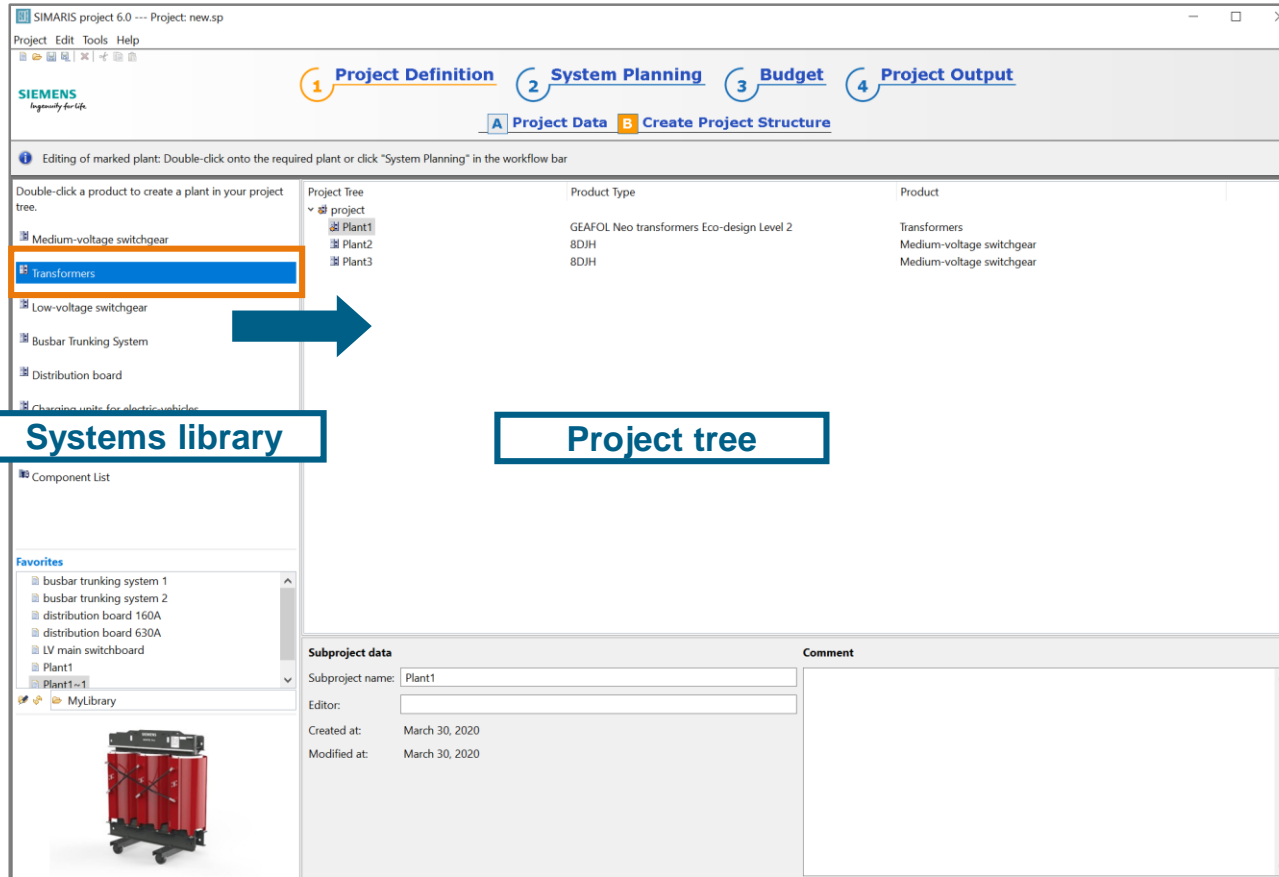 SIMARIS project 6.0 --- Project: new.sp
Project Edit Tools Help
SIEMENS
Ingenuity for life
1 Project Definition 2 System Planning 3 Budget 4 Project Output
A Project Data B Create Project Structure
Editing of marked plant: Double-click onto the required plant or click "System Planning" in the workflow bar
Double-click a product to create a plant in your project
tree.
Medium-voltage switchgear
Transformers
Low-voltage switchgear
Busbar Trunking System
Distribution board
Charging units for electric-vehicles
Systems library
Component List
Project Tree Product Type Product
project
Plant1 GEAFOL Neo transformers Eco-design Level 2 Transformers
Plant2 8DJH Medium-voltage switchgear
Plant3 8DJH Medium-voltage switchgear
Project tree
Favorites
busbar trunking system 1
busbar trunking system 2
distribution board 160A
distribution board 630A
LV main switchboard
Plant1
Plant1~1
MyLibrary
Subproject data Comment
Subproject name: Plant1
Editor:
Created at: March 30, 2020
Modified at: March 30, 2020